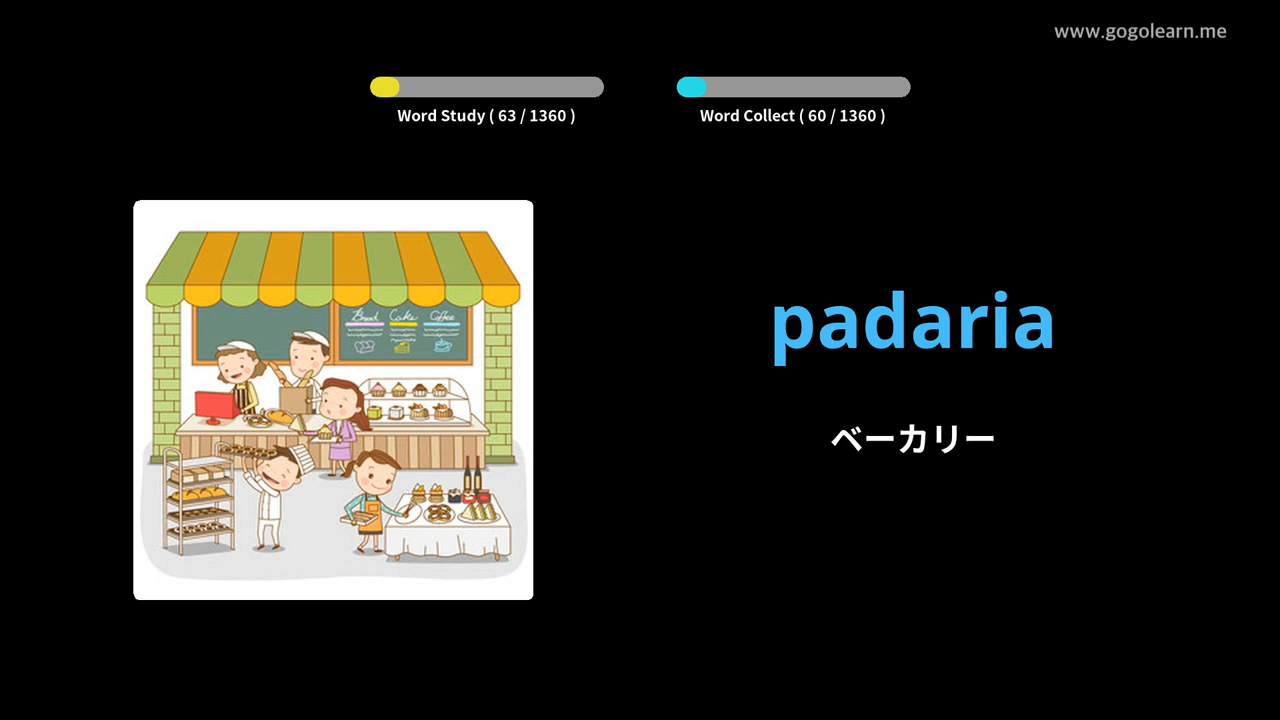 www.gogolearn.me
Word Study ( 63 / 1360 )
Word Collect ( 60 / 1360 )
Bread Cake Coffee
padaria
ベーカリー